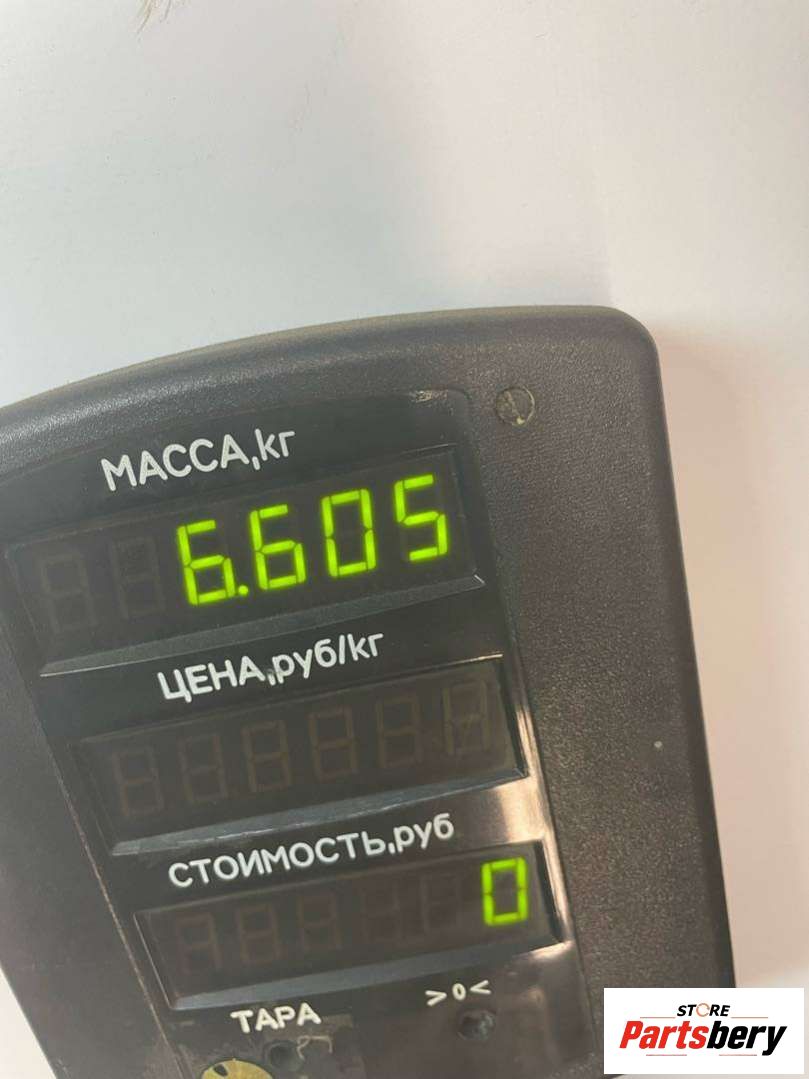 МАССА,кг
6.605
ЦЕНА,руб/кг
СТОИМОСТЬ,руб
0
ТАРА
>0<
STORE
Partsbery